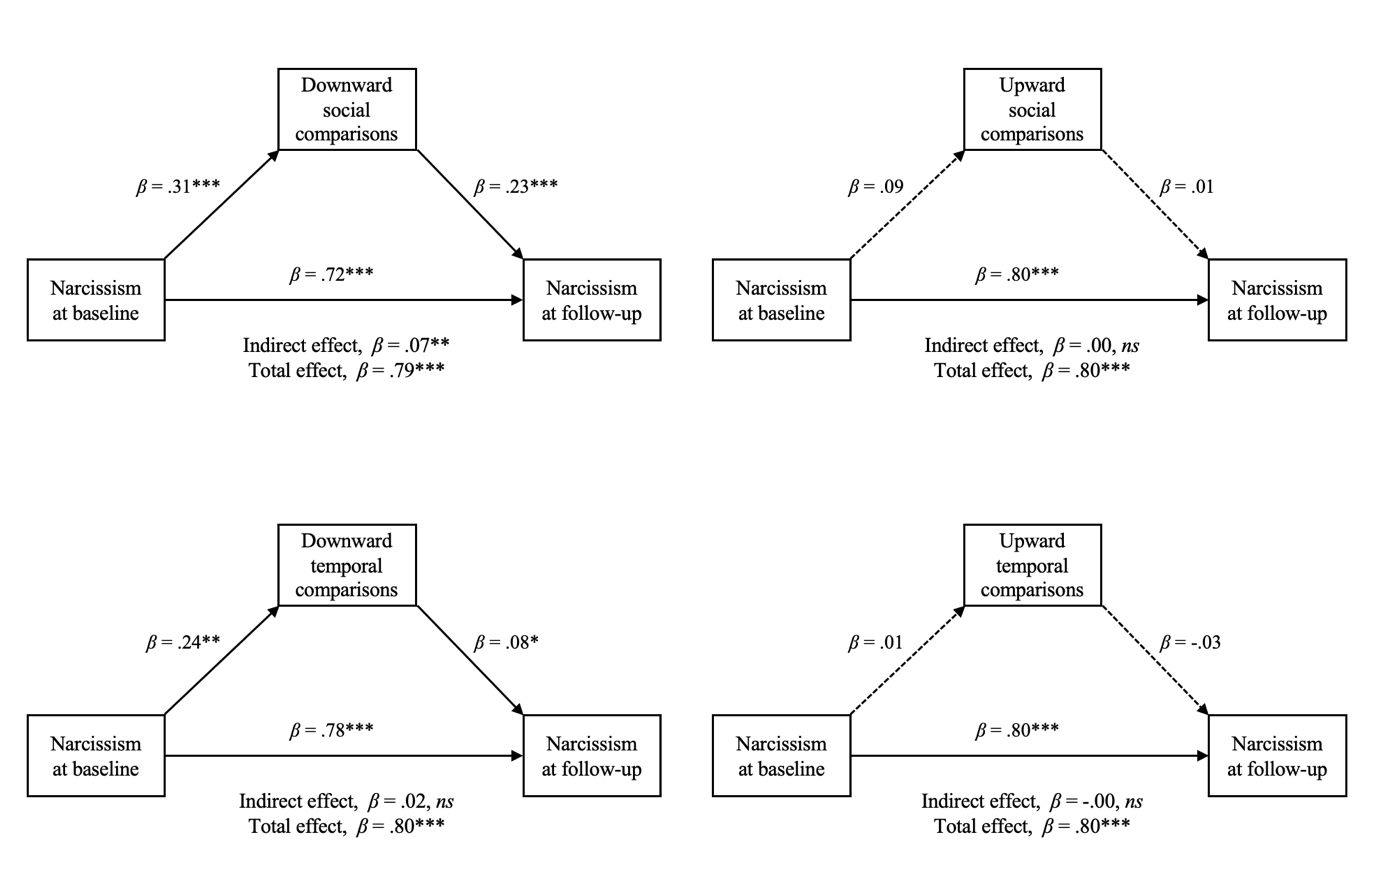 Downward
social
comparisons
β = .31***
β = .23***
β = .72***
Narcissism
at baseline
Narcissism
at follow-up
Indirect effect, β = .07**
Total effect, β = .79***
Upward
social
comparisons
β = .09
β = .01
β = .80***
Narcissism
at baseline
Narcissism
at follow-up
Indirect effect, β = .00, ns
Total effect, β = .80***
Downward
temporal
comparisons
β = .24**
β = .08*
β = .78***
Narcissism
at baseline
Narcissism
at follow-up
Indirect effect, β = .02, ns
Total effect, β = .80***
Upward
temporal
comparisons
β = .01
β = -.03
β = .80***
Narcissism
at baseline
Narcissism
at follow-up
Indirect effect, β = -.00, ns
Total effect, β = .80***